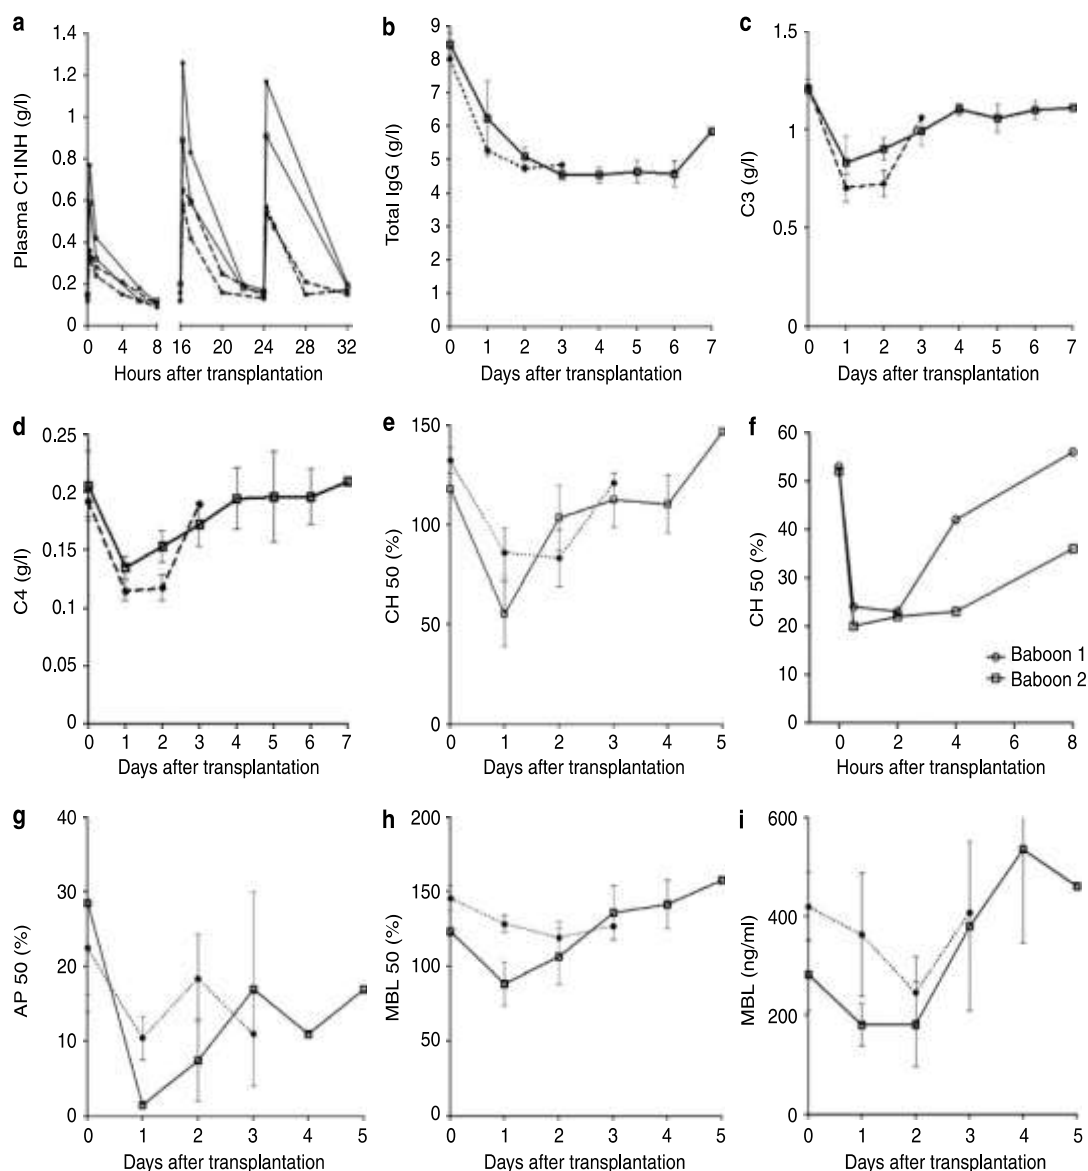 a
Plasma C1INH (g/l)
1.4
1.2
1
0.8
0.6
0.4
0.2
0
0 4 8 16 20 24 28 32
Hours after transplantation
b
Total IgG (g/l)
9
8
7
6
5
4
3
2
1
0
0 1 2 3 4 5 6 7
Days after transplantation
c
C3 (g/l)
1.5
1
0.5
0
0 1 2 3 4 5 6 7
Days after transplantation
d
C4 (g/l)
0.25
0.2
0.15
0.1
0.05
0
0 1 2 3 4 5 6 7
Days after transplantation
e
CH 50 (%)
150
100
50
0
0 1 2 3 4 5
Days after transplantation
f
CH 50 (%)
60
50
40
30
20
10
0
Baboon 1
Baboon 2
0 2 4 6 8
Hours after transplantation
g
AP 50 (%)
40
30
20
10
0
0 1 2 3 4 5
Days after transplantation
h
MBL 50 (%)
200
150
100
50
0
0 1 2 3 4 5
Days after transplantation
i
MBL (ng/ml)
600
400
200
0
0 1 2 3 4 5
Days after transplantation